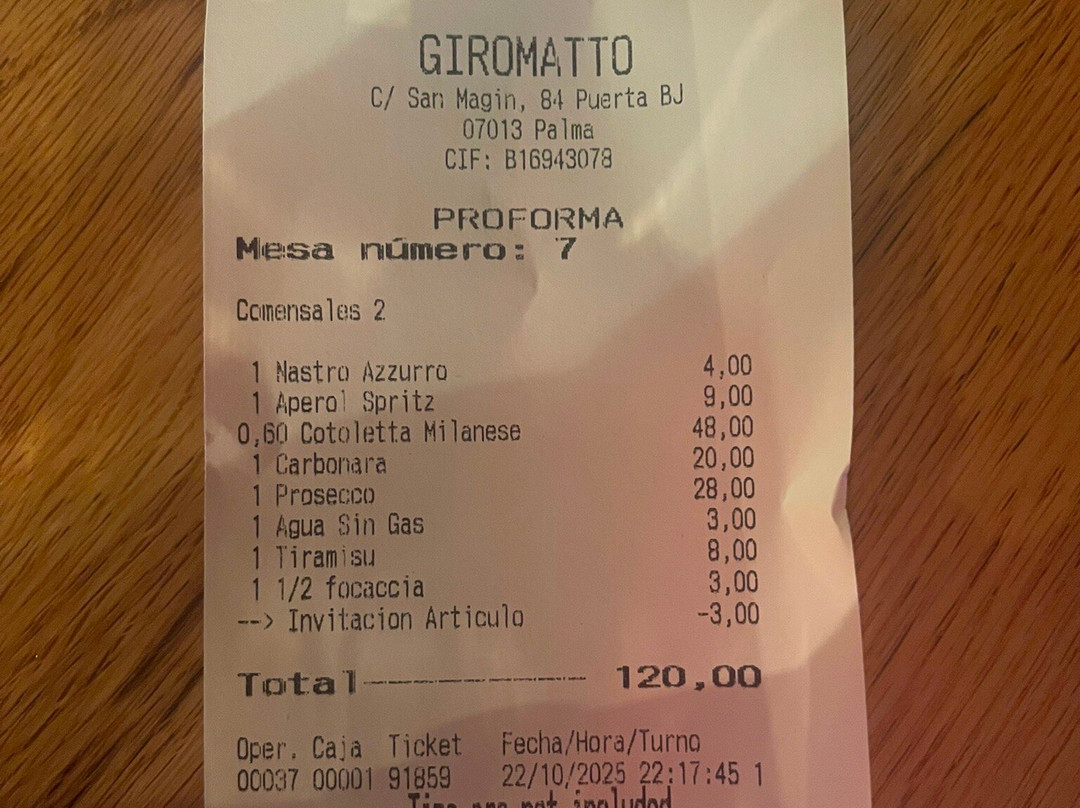 GIROMATTO
C/ San Magin, 84 Puerta BJ
07013 Palma
CIF: B16943078
PROFORMA
Mesa número: 7
Comensales 2
1 Nastro Azzurro 4,00
1 Aperol Spritz 9,00
0,60 Cotoletta Milanese 48,00
1 Carbonara 20,00
1 Prosecco 28,00
1 Agua Sin Gas 3,00
1 Tiramisu 8,00
1 1/2 focaccia 3,00
--> Invitacion Articulo -3,00
Total 120,00
Oper. Caja Ticket Fecha/Hora/Turno
00037 00001 91859 22/10/2025 22:17:45 1
Tips are not included